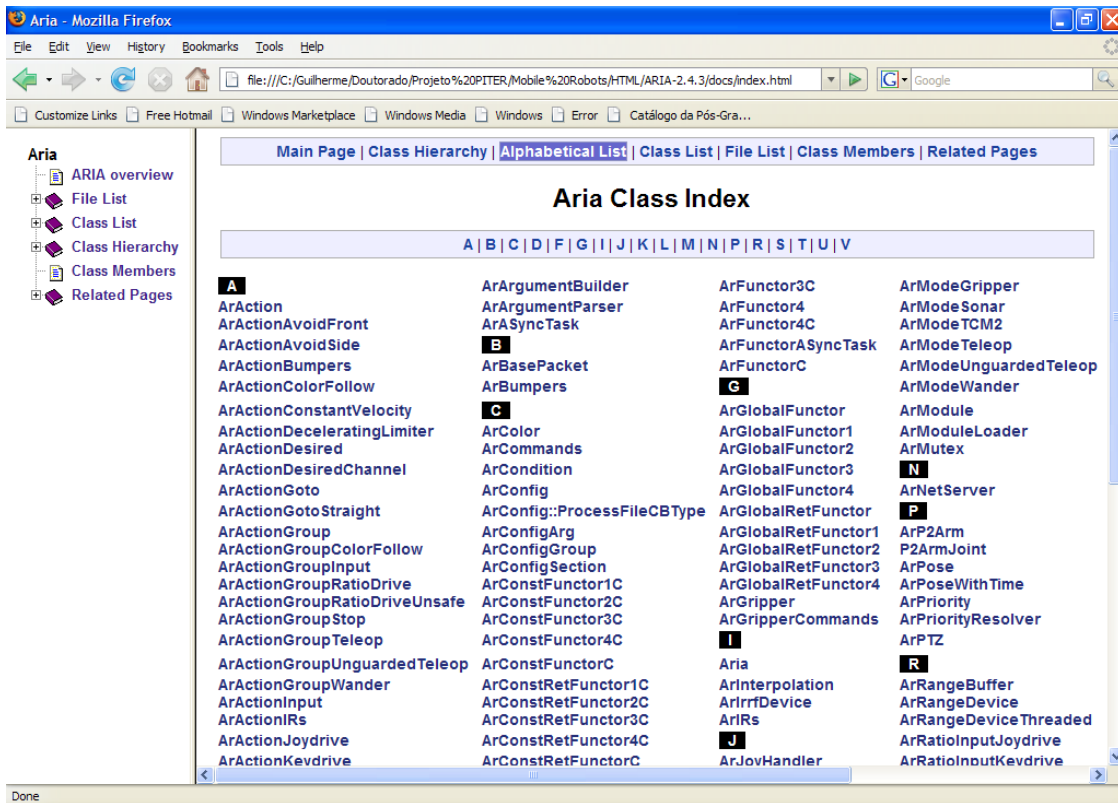 Aria - Mozilla Firefox
File Edit View History Bookmarks Tools Help
file:///C:/Guilherme/Doutorado/Projeto%20PITER/Mobile%20Robots/HTML/ARIA-2.4.3/docs/index.html
G Google
Customize Links Free Hotmail Windows Marketplace Windows Media Windows Error Catálogo da Pós-Gra...
Aria
ARIA overview
File List
Class List
Class Hierarchy
Class Members
Related Pages
Main Page | Class Hierarchy | Alphabetical List | Class List | File List | Class Members | Related Pages
Aria Class Index
A | B | C | D | F | G | I | J | K | L | M | N | P | R | S | T | U | V
A
ArAction
ArActionAvoidFront
ArActionAvoidSide
ArActionBumpers
ArActionColorFollow
ArActionConstantVelocity
ArActionDeceleratingLimiter
ArActionDesired
ArActionDesiredChannel
ArActionGoto
ArActionGotoStraight
ArActionGroup
ArActionGroupColorFollow
ArActionGroupInput
ArActionGroupRatioDrive
ArActionGroupRatioDriveUnsafe
ArActionGroupStop
ArActionGroupTeleop
ArActionGroupUnguardedTeleop
ArActionGroupWander
ArActionInput
ArActionIRs
ArActionJoydrive
ArActionKeydrive
ArArgumentBuilder
ArArgumentParser
ArASyncTask
B
ArBasePacket
ArBumpers
C
ArColor
ArCommands
ArCondition
ArConfig
ArConfig::ProcessFileCBType
ArConfigArg
ArConfigGroup
ArConfigSection
ArConstFunctor1C
ArConstFunctor2C
ArConstFunctor3C
ArConstFunctor4C
ArConstFunctorC
ArConstRetFunctor1C
ArConstRetFunctor2C
ArConstRetFunctor3C
ArConstRetFunctor4C
ArConstRetFunctorC
ArFunctor3C
ArFunctor4
ArFunctor4C
ArFunctorASyncTask
ArFunctorC
G
ArGlobalFunctor
ArGlobalFunctor1
ArGlobalFunctor2
ArGlobalFunctor3
ArGlobalFunctor4
ArGlobalRetFunctor
ArGlobalRetFunctor1
ArGlobalRetFunctor2
ArGlobalRetFunctor3
ArGlobalRetFunctor4
ArGripper
ArGripperCommands
I
Aria
ArInterpolation
ArIrrfDevice
ArIRs
J
ArJoyHandler
ArModeGripper
ArModeSonar
ArModeTCM2
ArModeTeleop
ArModeUnguardedTeleop
ArModeWander
ArModule
ArModuleLoader
ArMutex
N
ArNetServer
P
ArP2Arm
P2ArmJoint
ArPose
ArPoseWithTime
ArPriority
ArPriorityResolver
ArPTZ
R
ArRangeBuffer
ArRangeDevice
ArRangeDeviceThreaded
ArRatioInputJoydrive
ArRatioInputKeydrive
Done